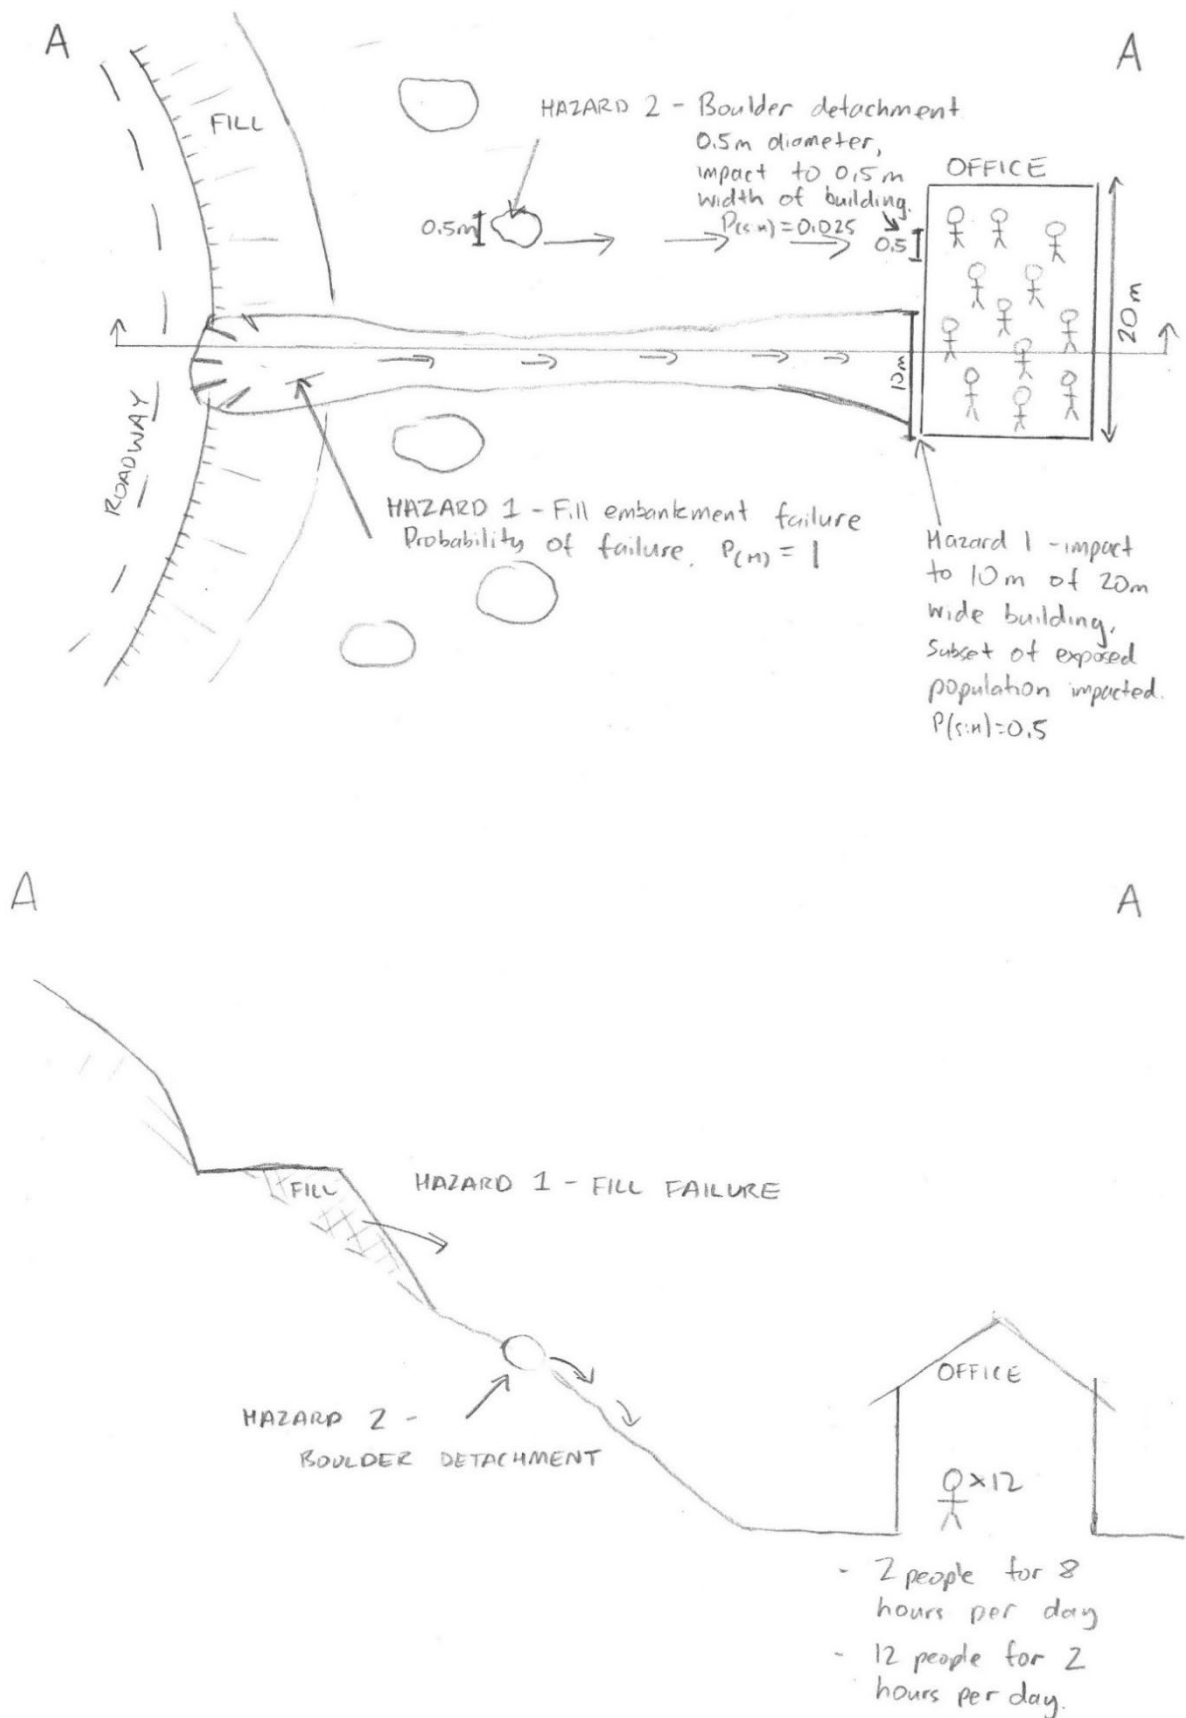 A
A
FILL
HAZARD 2 - Boulder detachment
0.5m diameter,
impact to 0.5m
width of building.
P(s:H)=0.025
OFFICE
0.5m
0.5
20m
10m
ROADWAY
HAZARD 1 - Fill embankment failure
Probability of failure. P(H) = 1
Hazard 1 - impact
to 10m of 20m
wide building.
Subset of exposed
population impacted.
P(s:H)=0.5
A
A
FILL
HAZARD 1 - FILL FAILURE
OFFICE
HAZARD 2 -
BOULDER DETACHMENT
x12
- 2 people for 8
hours per day
- 12 people for 2
hours per day.